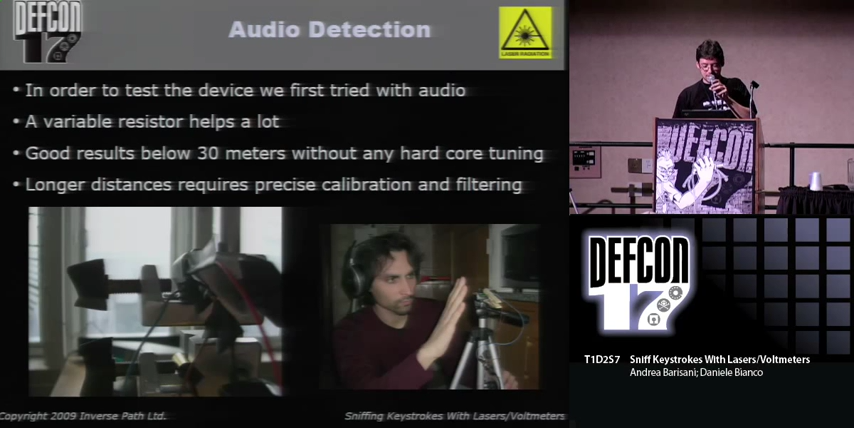 DEFCON
17
Audio Detection
LASER RADIATION
• In order to test the device we first tried with audio
• A variable resistor helps a lot
• Good results below 30 meters without any hard core tuning
• Longer distances requires precise calibration and filtering
Copyright 2009 Inverse Path Ltd.
Sniffing Keystrokes With Lasers/Voltmeters
DEFCON
DEFCON
17
T1D2S7 Sniff Keystrokes With Lasers/Voltmeters
Andrea Barisani; Daniele Bianco